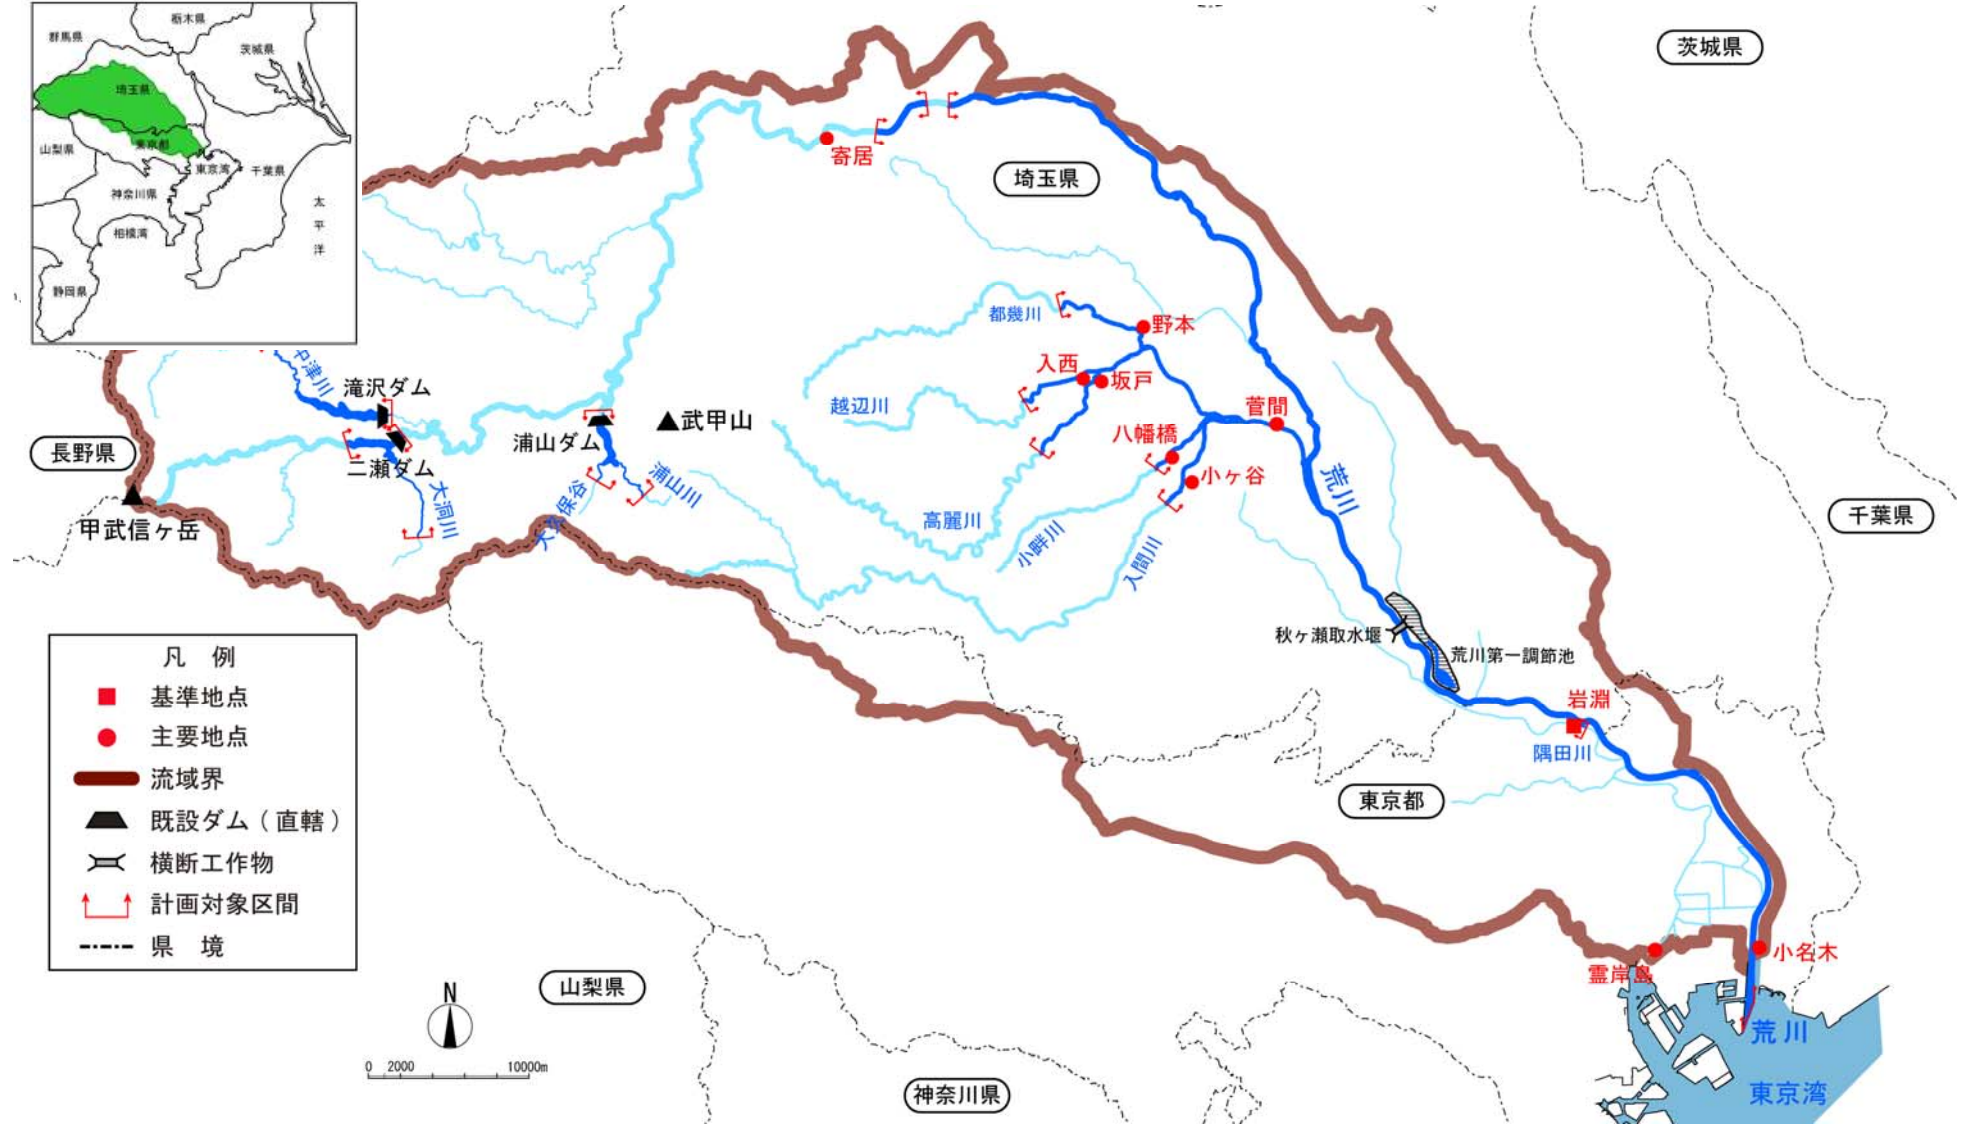 栃木県
群馬県
茨城県
埼玉県
東京都
山梨県
東京湾
千葉県
神奈川県
太平洋
相模湾
静岡県
茨城県
寄居
埼玉県
都幾川
野本
中津川
滝沢ダム
入西
坂戸
越辺川
菅間
武甲山
浦山ダム
八幡橋
長野県
二瀬ダム
小ヶ谷
荒川
大洞川
浦山川
甲武信ヶ岳
高麗川
千葉県
小畔川
入間川
秋ヶ瀬取水堰
荒川第一調節池
凡 例
基準地点
主要地点
流域界
既設ダム(直轄)
横断工作物
計画対象区間
県 境
岩淵
隅田川
東京都
小名木
霊岸島
山梨県
N
0 2000 10000m
荒川
神奈川県
東京湾